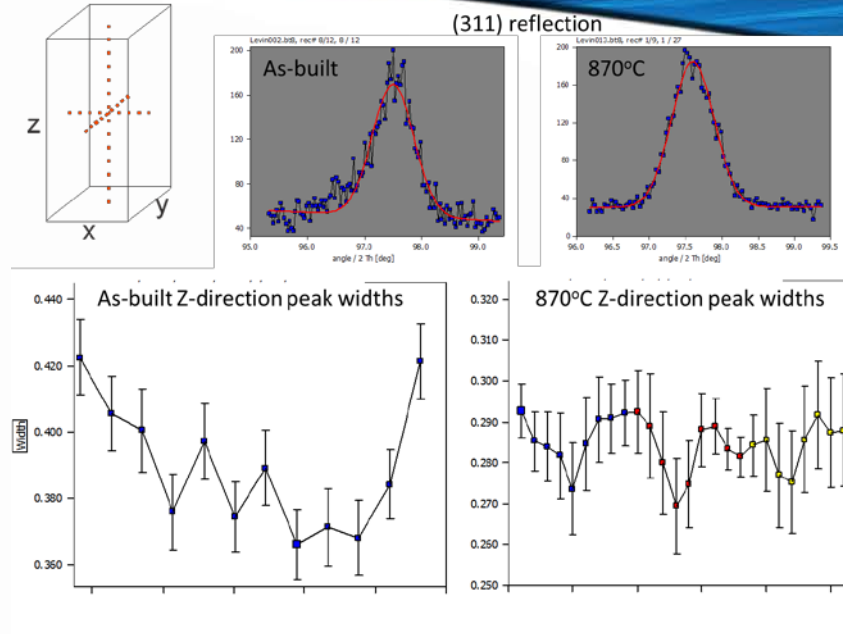 (311) reflection
Levin002.bt8, rec# 8/12, 8 / 12
As-built
200
160
120
80
40
95.0 96.0 97.0 98.0 99.0
angle / 2 Th [deg]
Levin013.bt8, rec# 1/9, 1 / 27
870oC
200
160
120
80
40
0
96.0 96.5 97.0 97.5 98.0 98.5 99.0 99.5
angle / 2 Th [deg]
z
x
y
As-built Z-direction peak widths
0.440
0.420
0.400
0.380
0.360
Width
870oC Z-direction peak widths
0.320
0.310
0.300
0.290
0.280
0.270
0.260
0.250